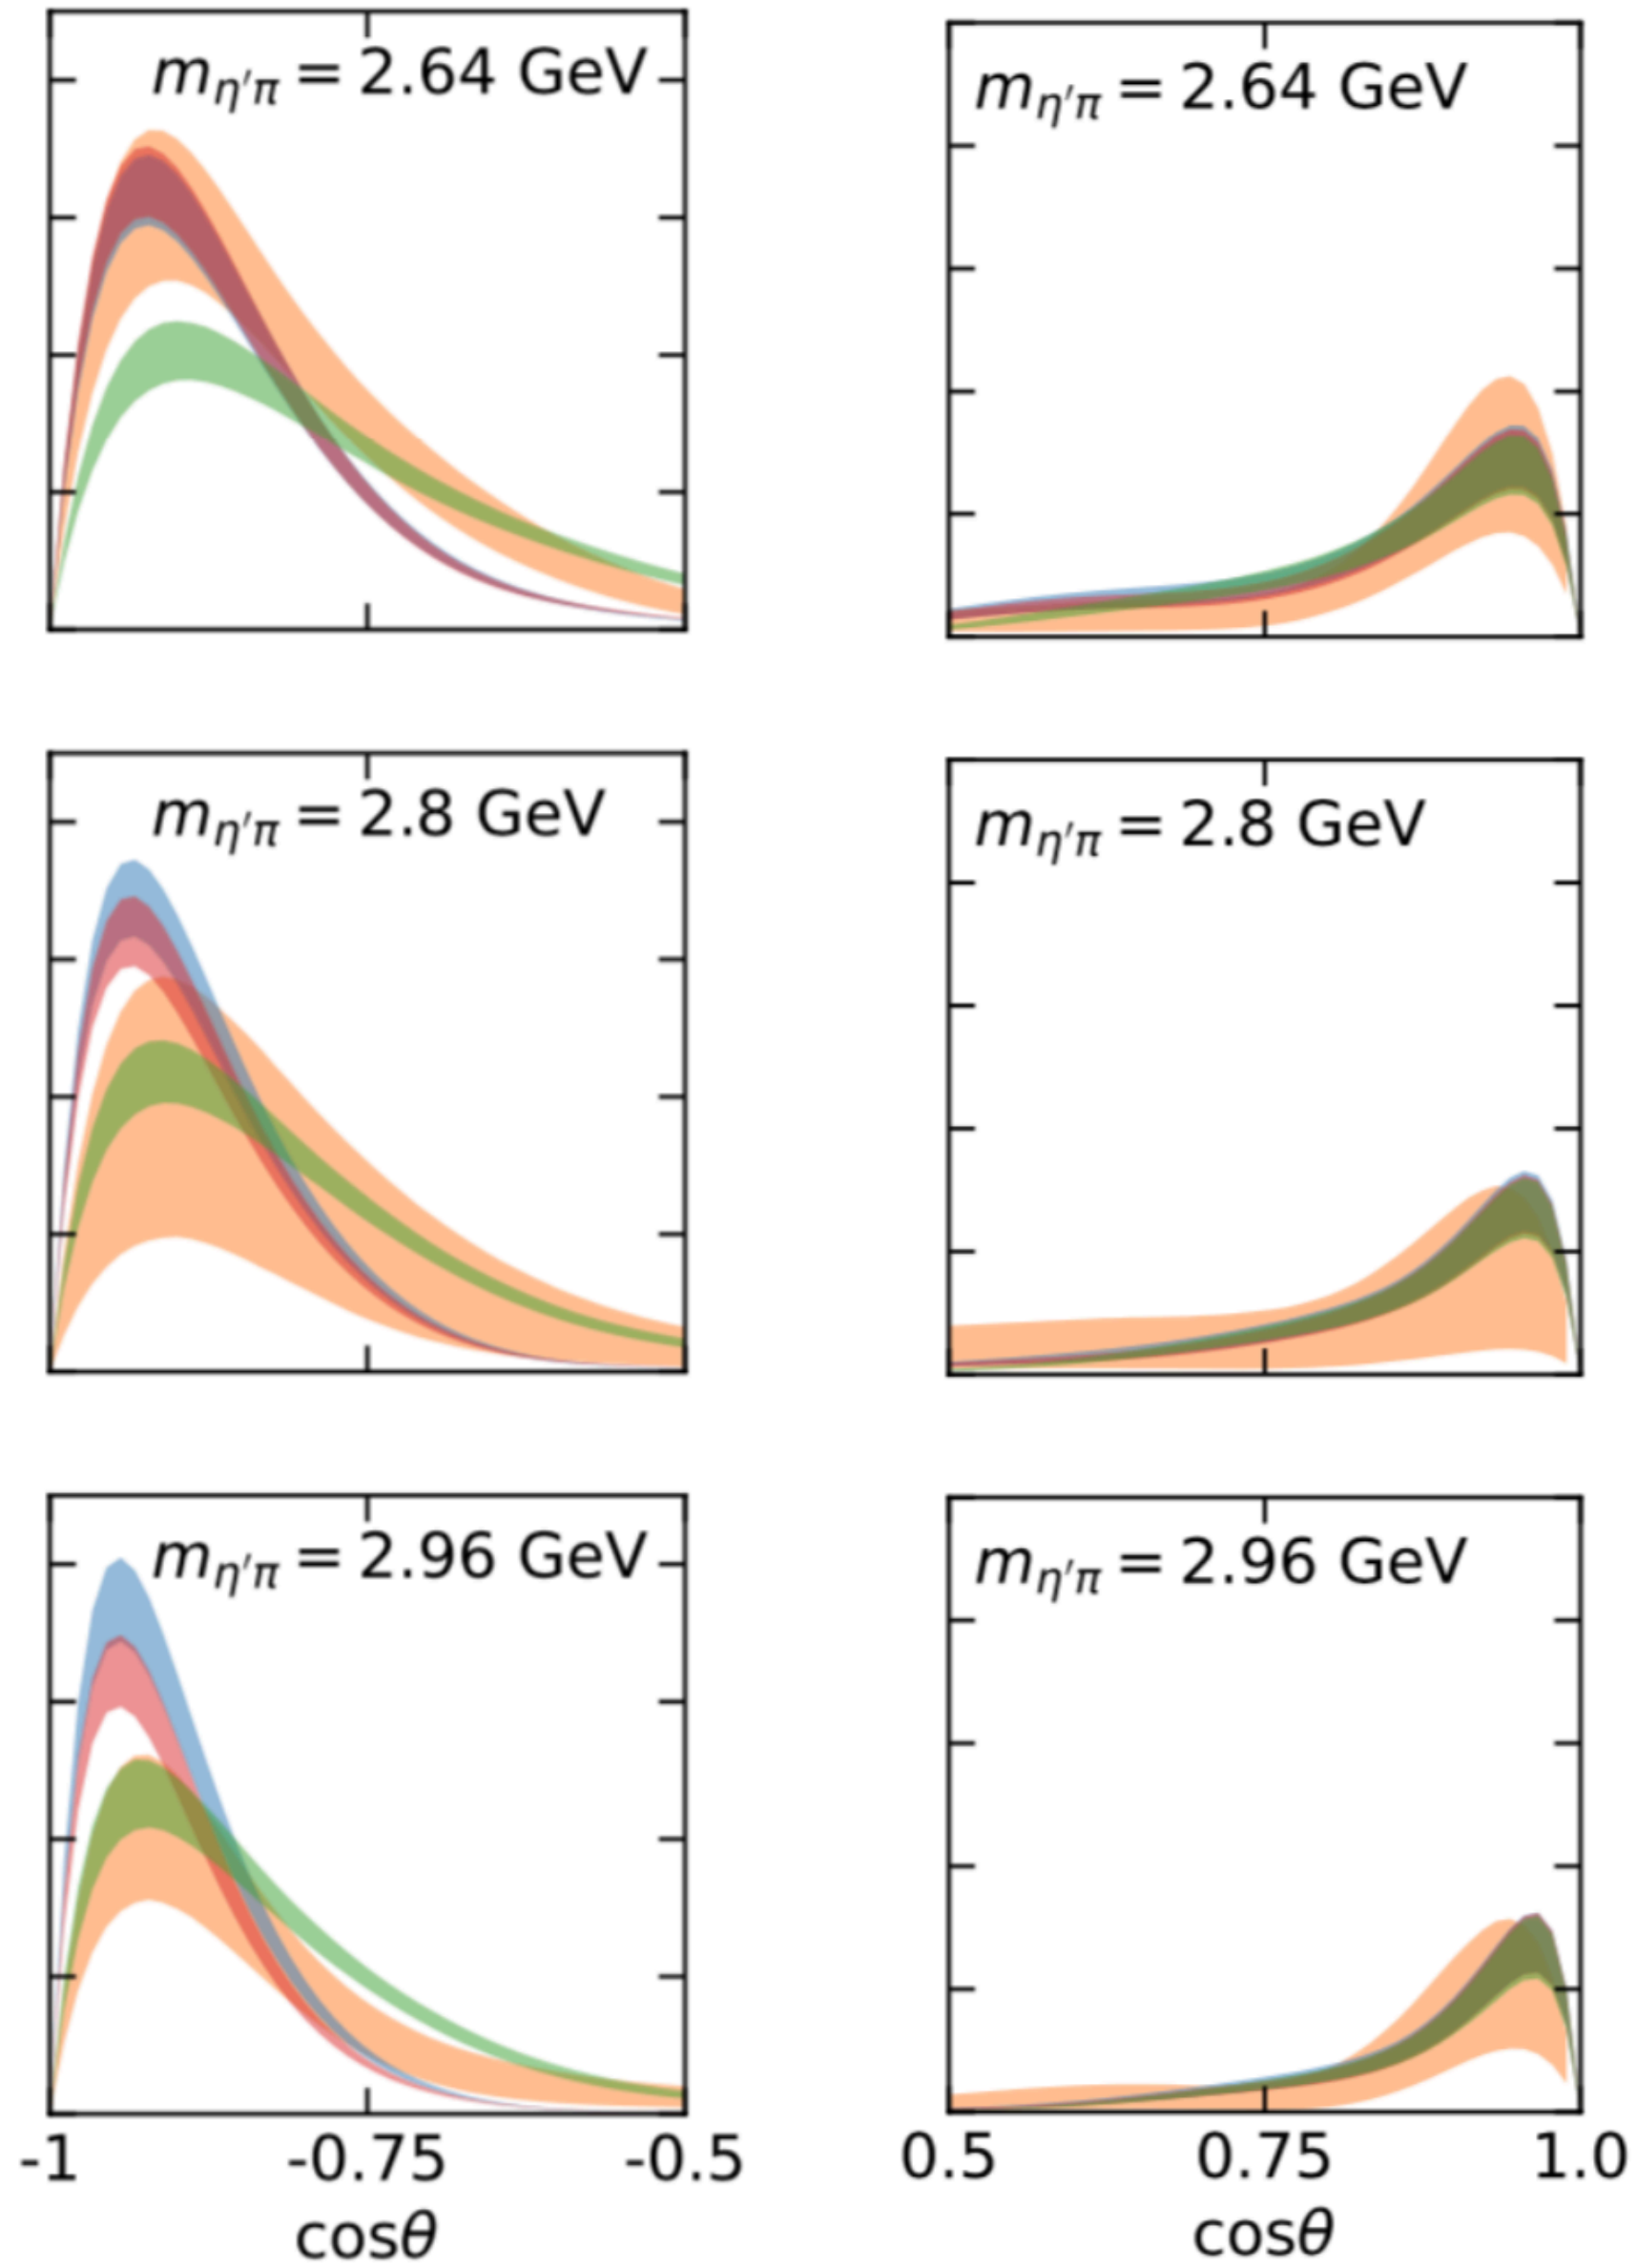 m_{η′π} = 2.64 GeV
m_{η′π} = 2.64 GeV
m_{η′π} = 2.8 GeV
m_{η′π} = 2.8 GeV
m_{η′π} = 2.96 GeV
m_{η′π} = 2.96 GeV
-1 -0.75 -0.5 0.5 0.75 1.0
cosθ cosθ